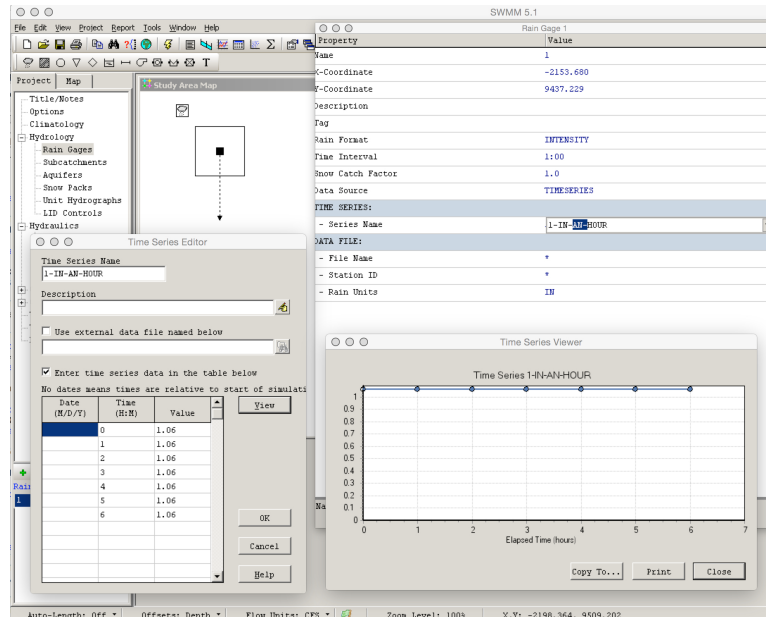 SWMM 5.1
File Edit View Project Report Tools Window Help
Project Map
Title/Notes
Options
Climatology
Hydrology
Rain Gages
Subcatchments
Aquifers
Snow Packs
Unit Hydrographs
LID Controls
Hydraulics
Study Area Map
Rain Gage 1
Property Value
Name 1
X-Coordinate -2153.680
Y-Coordinate 9437.229
Description
Tag
Rain Format INTENSITY
Time Interval 1:00
Snow Catch Factor 1.0
Data Source TIMESERIES
TIME SERIES:
- Series Name 1-IN-AN-HOUR
DATA FILE:
- File Name *
- Station ID *
- Rain Units IN
Time Series Editor
Time Series Name
1-IN-AN-HOUR
Description
Use external data file named below
Enter time series data in the table below
No dates means times are relative to start of simulati
Date Time
(M/D/Y) (H:M) Value
0 1.06
1 1.06
2 1.06
3 1.06
4 1.06
5 1.06
6 1.06
View
OK
Cancel
Help
Time Series Viewer
Time Series 1-IN-AN-HOUR
1
0.9
0.8
0.7
0.6
0.5
0.4
0.3
0.2
0.1
0
0 1 2 3 4 5 6 7
Elapsed Time (hours)
Copy To... Print Close
1
Auto-Length: Off Offsets: Depth Flow Units: CFS Zoom Level: 100% X,Y: -2198.364, 9509.202